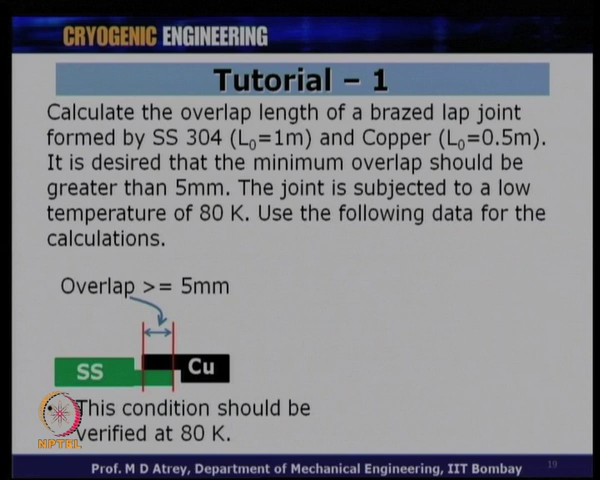 CRYOGENIC ENGINEERING
Tutorial – 1
Calculate the overlap length of a brazed lap joint
formed by SS 304 (L₀=1m) and Copper (L₀=0.5m).
It is desired that the minimum overlap should be
greater than 5mm. The joint is subjected to a low
temperature of 80 K. Use the following data for the
calculations.
Overlap >= 5mm
SS
Cu
This condition should be
verified at 80 K.
NPTEL
Prof. M D Atrey, Department of Mechanical Engineering, IIT Bombay
19